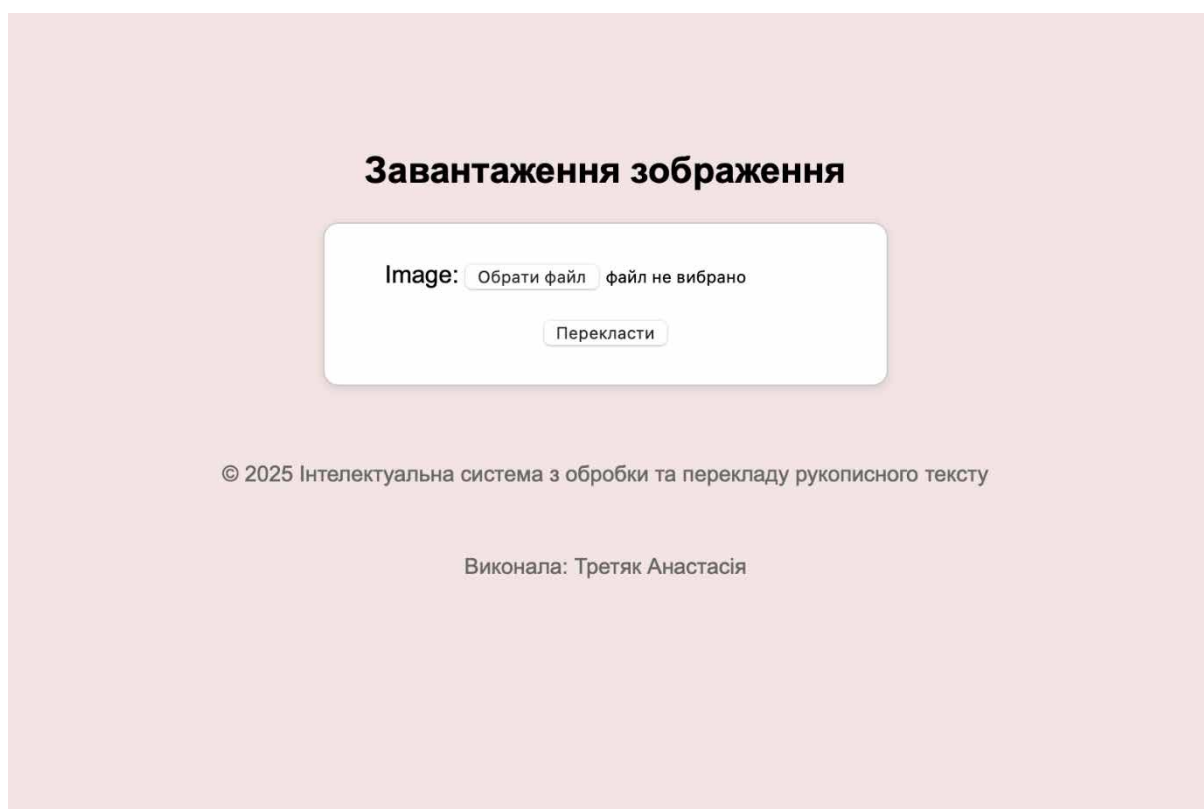 Завантаження зображення
Image: Обрати файл файл не вибрано
Перекласти
© 2025 Інтелектуальна система з обробки та перекладу рукописного тексту
Виконала: Третяк Анастасія